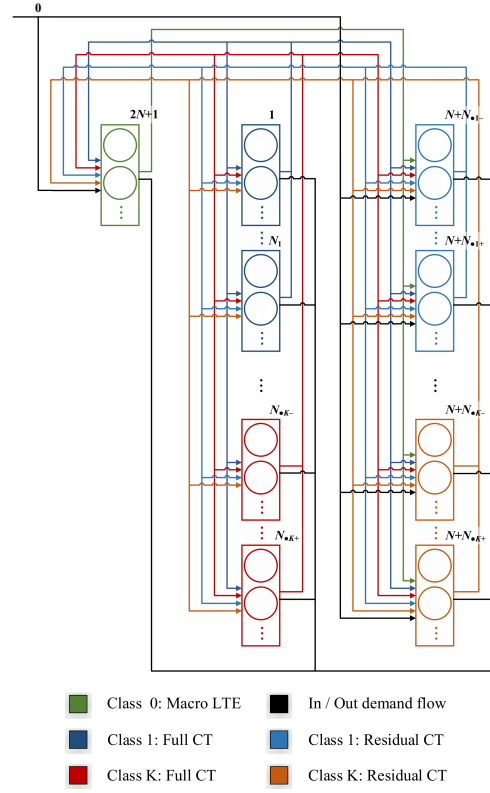 0
2N+1
1
N+N●1−
N1
N+N●1+
N●K−
N+N●K−
N●K+
N+N●K+
Class 0: Macro LTE
In / Out demand flow
Class 1: Full CT
Class 1: Residual CT
Class K: Full CT
Class K: Residual CT